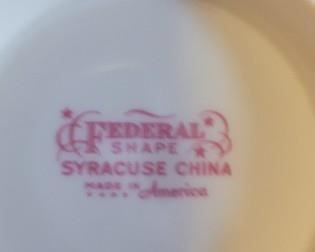 FEDERAL
SHAPE
SYRACUSE CHINA
MADE IN America